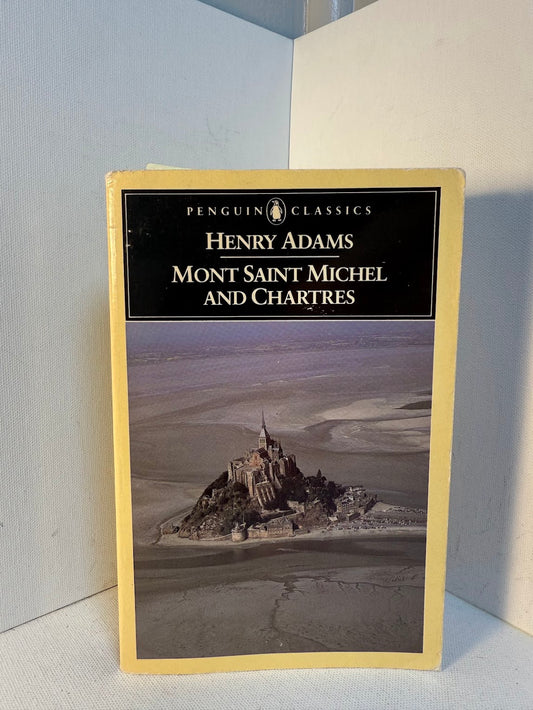 PENGUIN CLASSICS
HENRY ADAMS
MONT SAINT MICHEL
AND CHARTRES